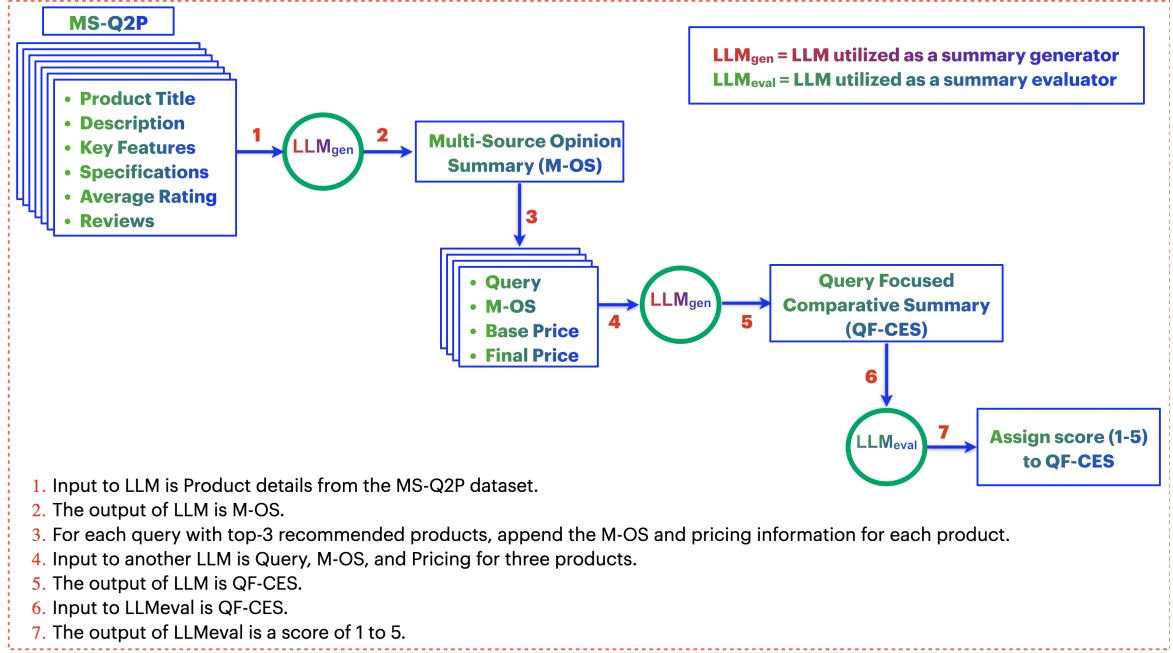 MS-Q2P
LLMgen = LLM utilized as a summary generator
LLMeval = LLM utilized as a summary evaluator
• Product Title
• Description
• Key Features
• Specifications
• Average Rating
• Reviews
1
LLMgen
2
Multi-Source Opinion
Summary (M-OS)
3
• Query
• M-OS
• Base Price
• Final Price
4
LLMgen
5
Query Focused
Comparative Summary
(QF-CES)
6
LLMeval
7
Assign score (1-5)
to QF-CES
1. Input to LLM is Product details from the MS-Q2P dataset.
2. The output of LLM is M-OS.
3. For each query with top-3 recommended products, append the M-OS and pricing information for each product.
4. Input to another LLM is Query, M-OS, and Pricing for three products.
5. The output of LLM is QF-CES.
6. Input to LLMeval is QF-CES.
7. The output of LLMeval is a score of 1 to 5.